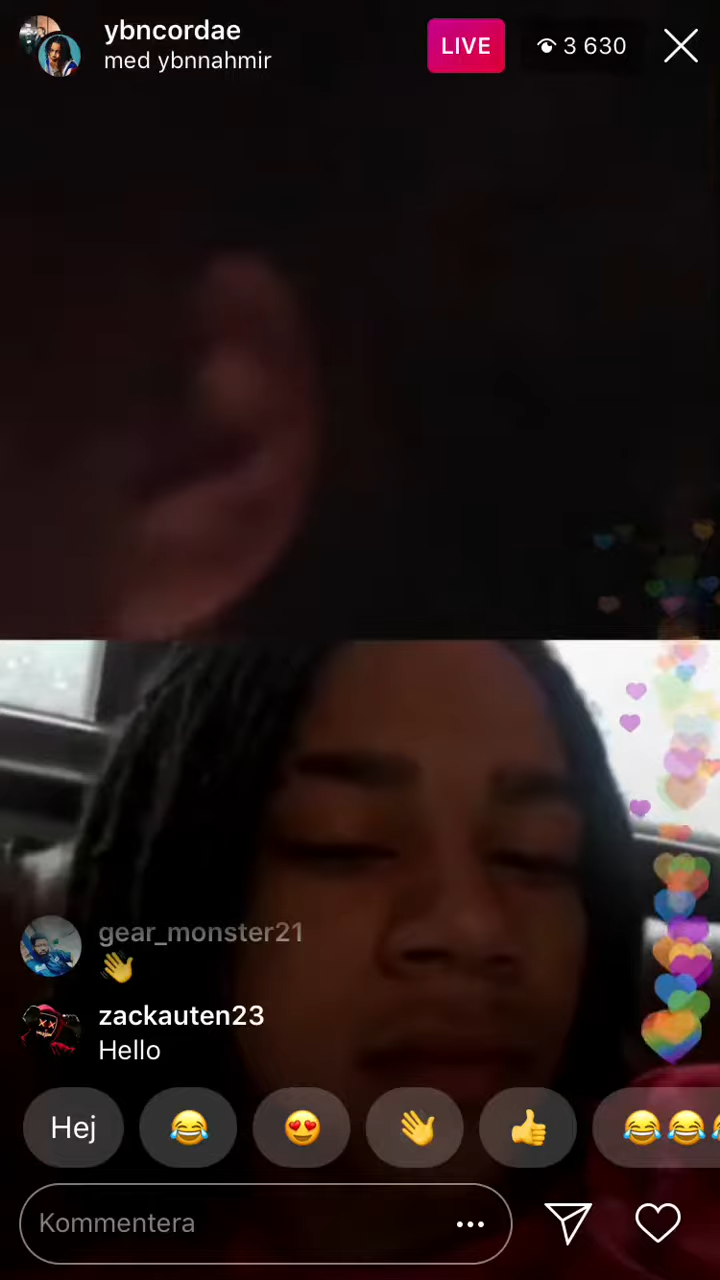 ybncordae
med ybnnahmir
LIVE
3 630
gear_monster21
👋
zackauten23
Hello
Hej
😂
😍
👋
👍
😂😂
Kommentera